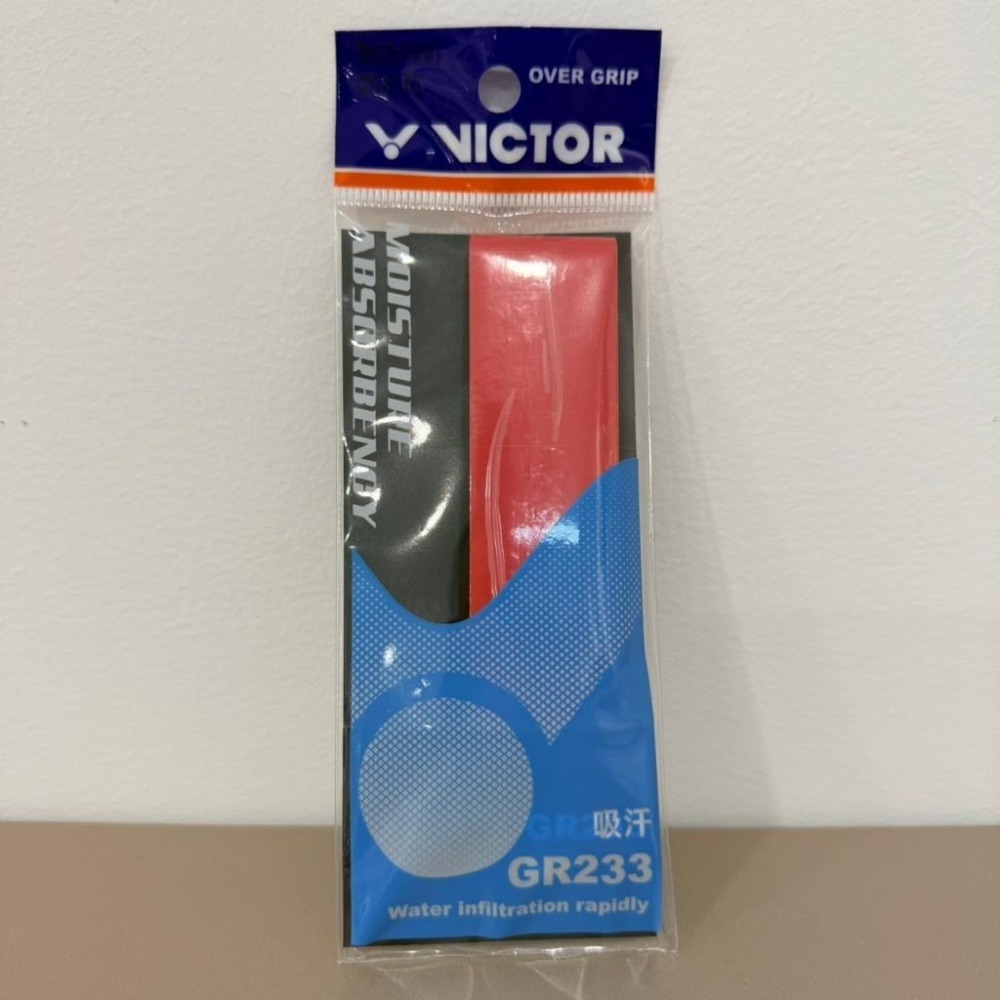 OVER GRIP
VICTOR
MOISTURE
ABSORBENCY
吸汗
GR233
Water infiltration rapidly